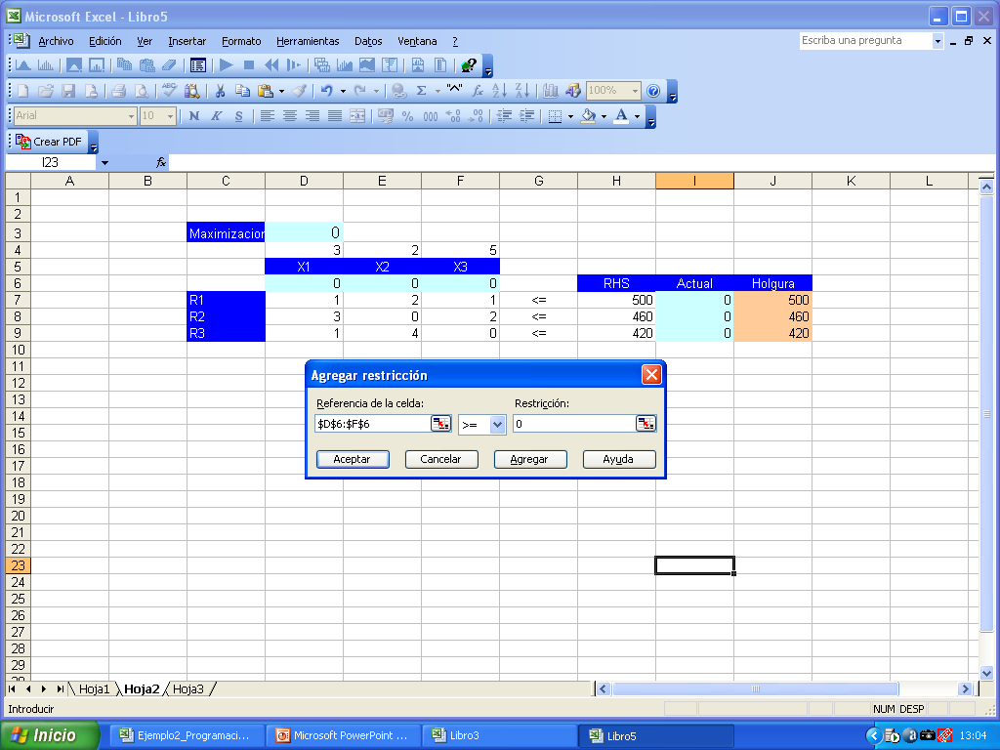 Microsoft Excel - Libro5
Archivo Edición Ver Insertar Formato Herramientas Datos Ventana ? Escriba una pregunta
100%
Arial 10 N K S % 000
Crear PDF
I23 fx
A B C D E F G H I J K L
1
2
3 Maximizacion 0
4 3 2 5
5 X1 X2 X3
6 0 0 0 RHS Actual Holgura
7 R1 1 2 1 <= 500 0 500
8 R2 3 0 2 <= 460 0 460
9 R3 1 4 0 <= 420 0 420
10
11
12
13
14
15
16
17
18
19
20
21
22
23
24
25
26
27
28
29
Agregar restricción
Referencia de la celda: Restricción:
$D$6:$F$6 >= 0
Aceptar Cancelar Agregar Ayuda
Hoja1 Hoja2 Hoja3
Introducir NUM DESP
Inicio Ejemplo2_Programaci... Microsoft PowerPoint ... Libro3 Libro5 13:04